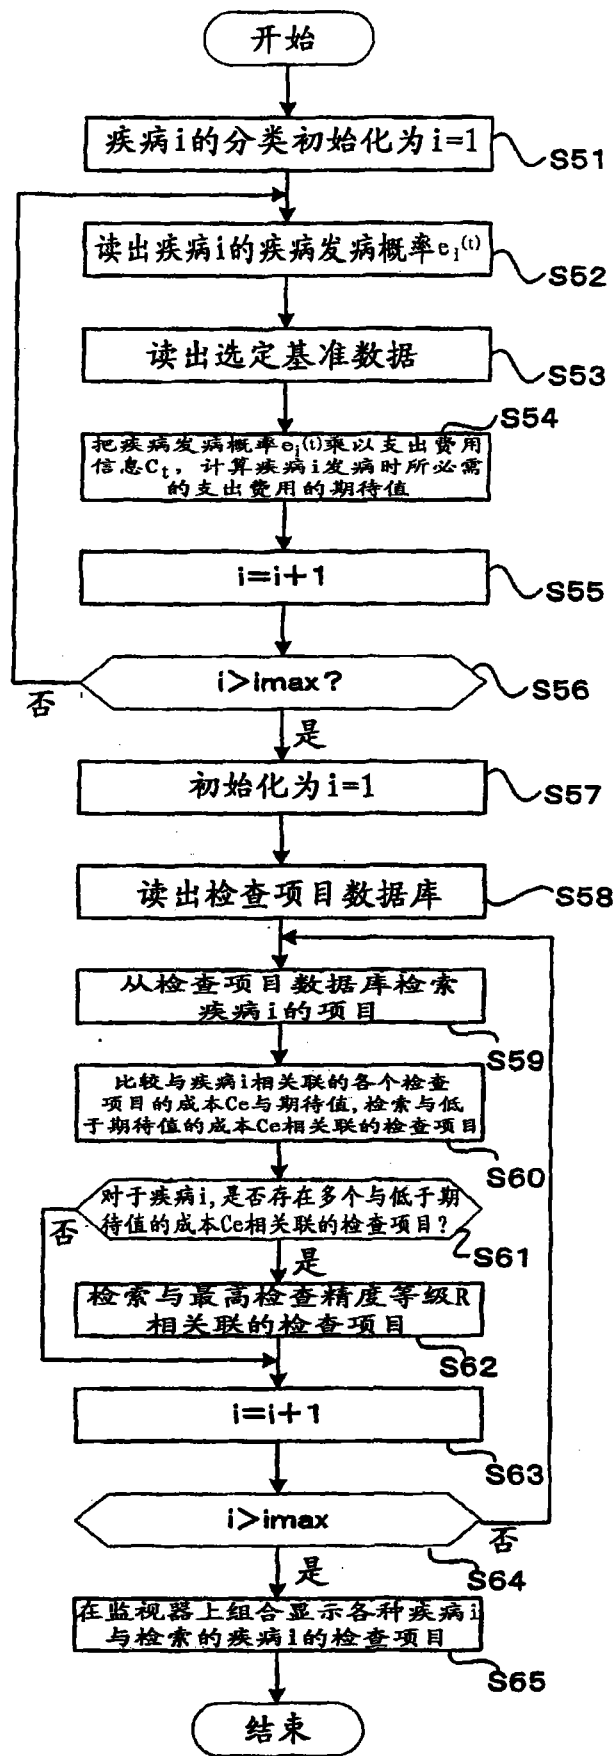 开始
疾病i的分类初始化为i=1
S51
读出疾病i的疾病发病概率ei(t)
S52
读出选定基准数据
S53
S54
把疾病发病概率ei(t)乘以支出费用
信息Ct，计算疾病i发病时所必需
的支出费用的期待值
i=i+1
S55
i>imax?
S56
否
是
初始化为i=1
S57
读出检查项目数据库
S58
从检查项目数据库检索
疾病i的项目
S59
比较与疾病i相关联的各个检查
项目的成本Ce与期待值,检索与低
于期待值的成本Ce相关联的检查项目
S60
对于疾病i,是否存在多个与低于期
待值的成本Ce相关联的检查项目?
否
S61
是
检索与最高检查精度等级R
相关联的检查项目
S62
i=i+1
S63
i>imax
否
S64
是
在监视器上组合显示各种疾病i
与检索的疾病i的检查项目
S65
结束